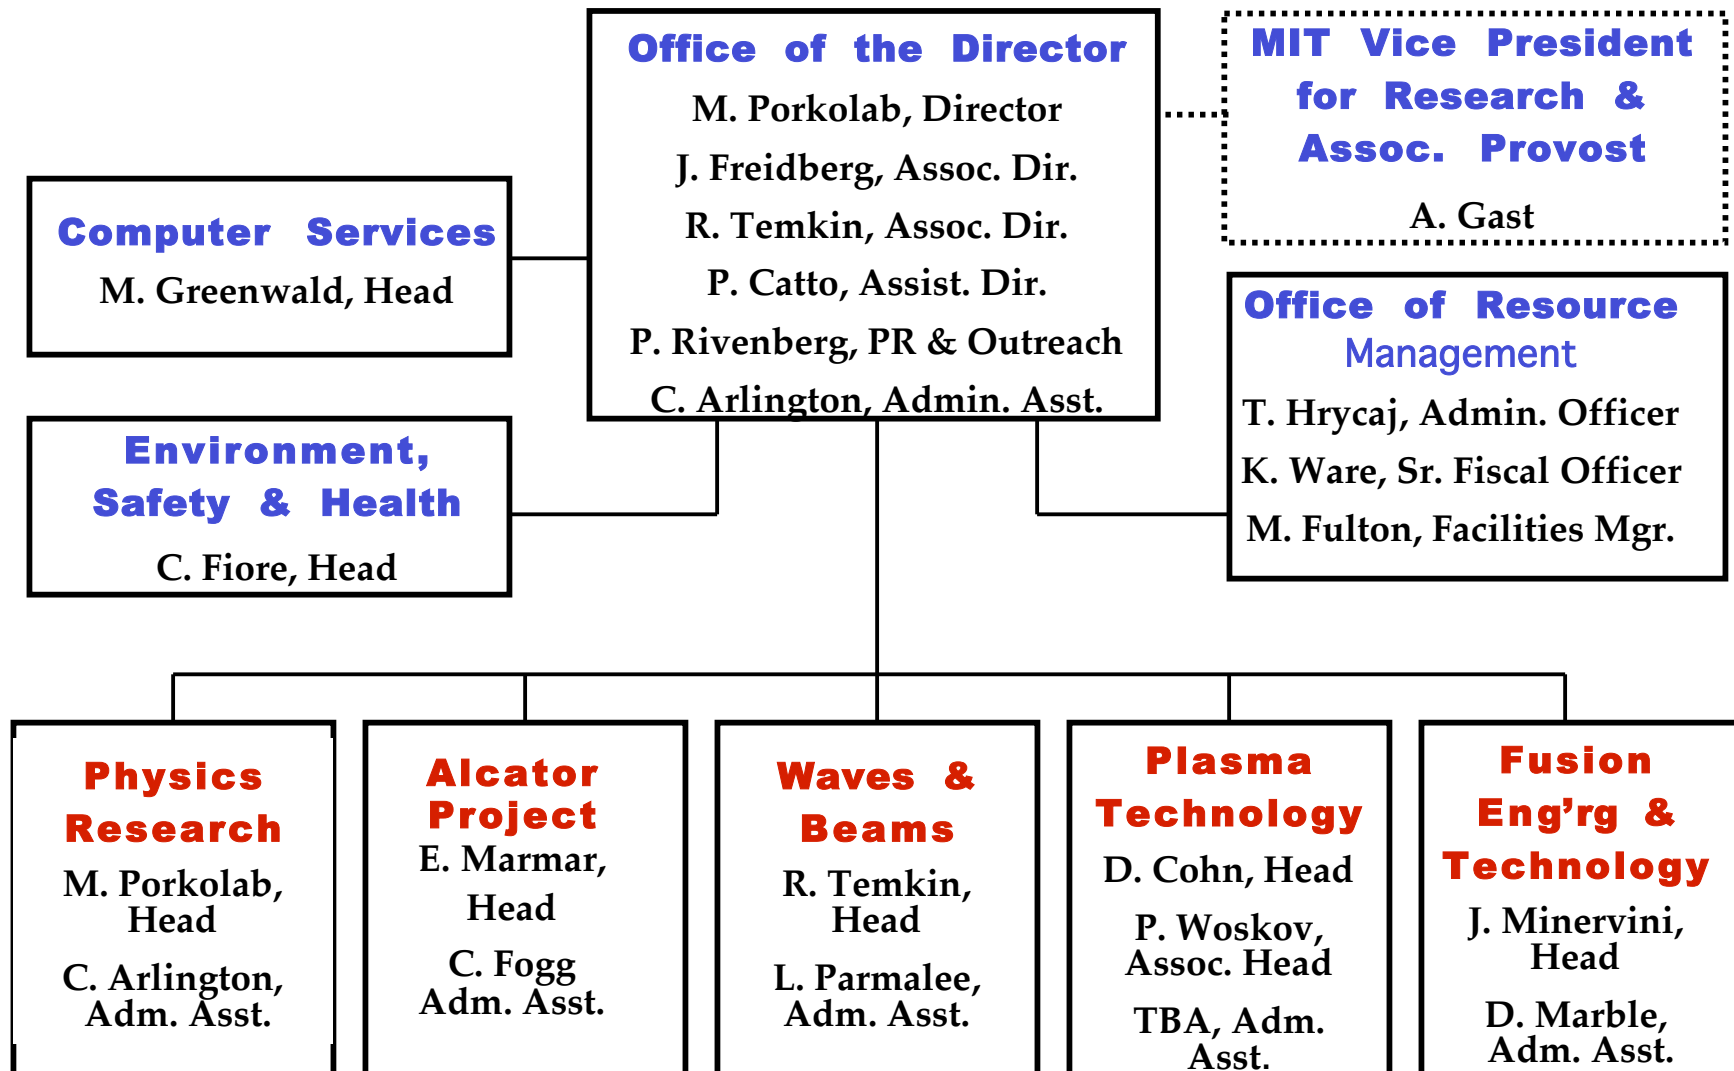 Office of the Director
M. Porkolab, Director
J. Freidberg, Assoc. Dir.
R. Temkin, Assoc. Dir.
P. Catto, Assist. Dir.
P. Rivenberg, PR & Outreach
C. Arlington, Admin. Asst.
MIT Vice President
for Research &
Assoc. Provost
A. Gast
Computer Services
M. Greenwald, Head
Office of Resource
Management
T. Hrycaj, Admin. Officer
K. Ware, Sr. Fiscal Officer
M. Fulton, Facilities Mgr.
Environment,
Safety & Health
C. Fiore, Head
Physics
Research
M. Porkolab,
Head
C. Arlington,
Adm. Asst.
Alcator
Project
E. Marmar,
Head
C. Fogg
Adm. Asst.
Waves &
Beams
R. Temkin,
Head
L. Parmalee,
Adm. Asst.
Plasma
Technology
D. Cohn, Head
P. Woskov,
Assoc. Head
TBA, Adm.
Asst.
Fusion
Eng’rg &
Technology
J. Minervini,
Head
D. Marble,
Adm. Asst.